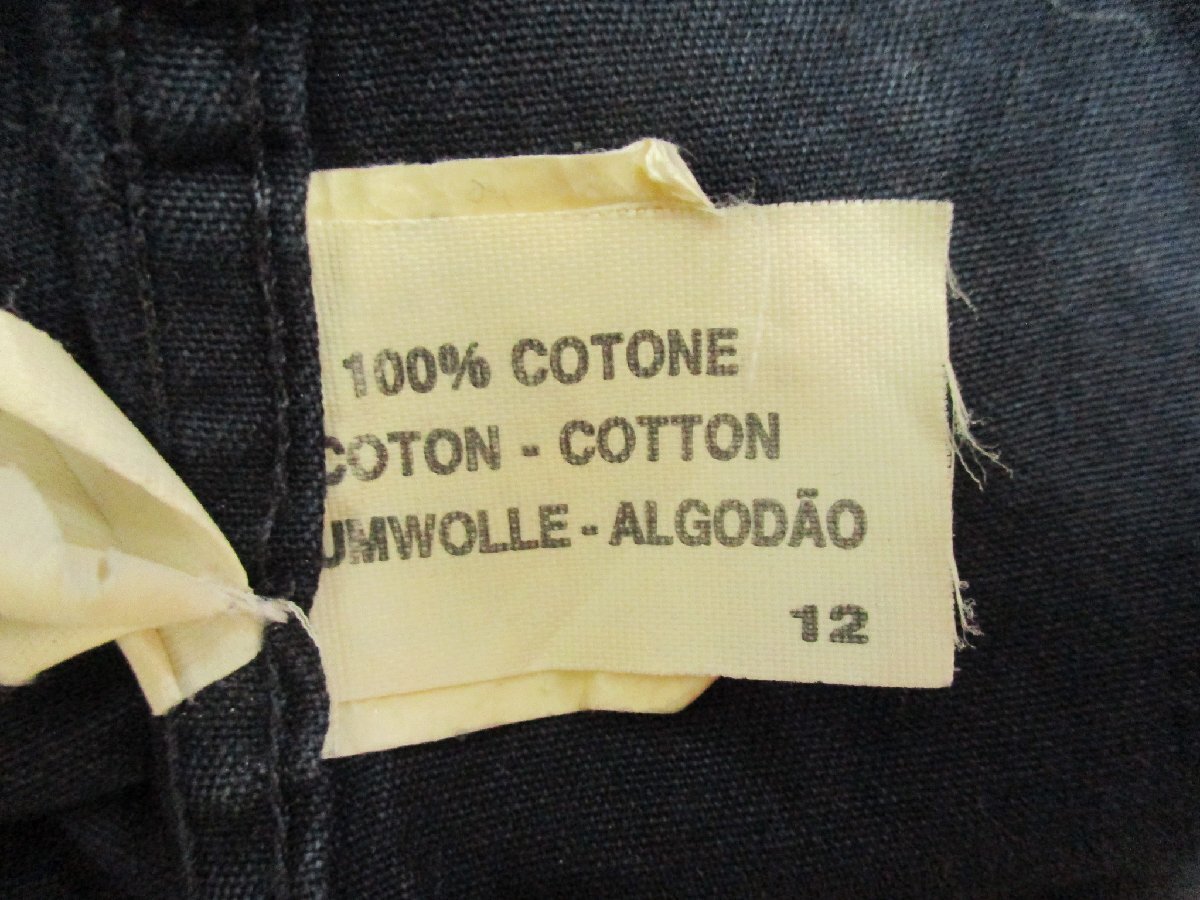 100% COTONE
COTON - COTTON
UMWOLLE - ALGODÃO
12